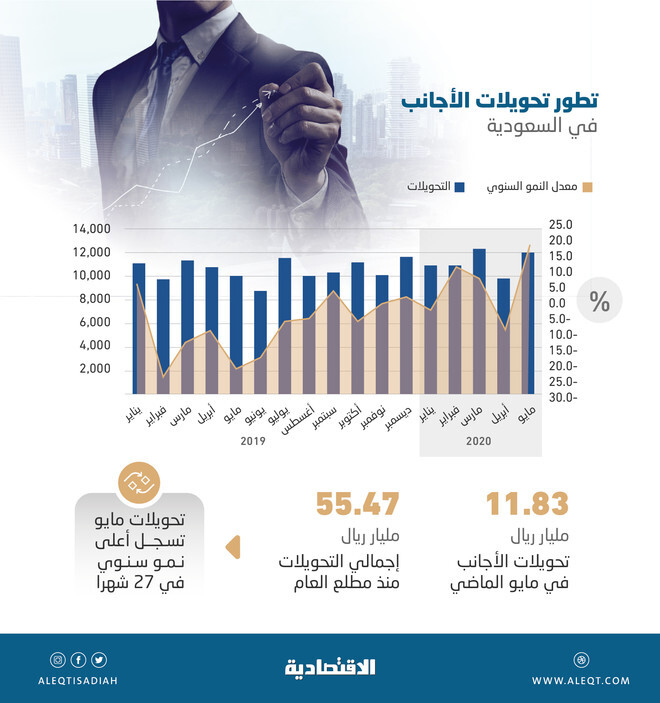 تطور تحويلات الأجانب
في السعودية
معدل النمو السنوي
التحويلات
14,000
12,000
10,000
8,000
6,000
4,000
2,000
25.0
20.0
15.0
10.0
5.0
0.0
5.0-
10.0-
15.0-
20.0-
25.0-
30.0-
%
يناير
فبراير
مارس
أبريل
مايو
يونيو
يوليو
أغسطس
سبتمبر
أكتوبر
نوفمبر
ديسمبر
يناير
فبراير
مارس
أبريل
مايو
2019
2020
11.83
مليار ريال
تحويلات الأجانب
في مايو الماضي
55.47
مليار ريال
إجمالي التحويلات
منذ مطلع العام
تحويلات مايو
تسجل أعلى
نمو سنوي
في 27 شهرا
ALEQTISADIAH
الاقتصادية
WWW.ALEQT.COM